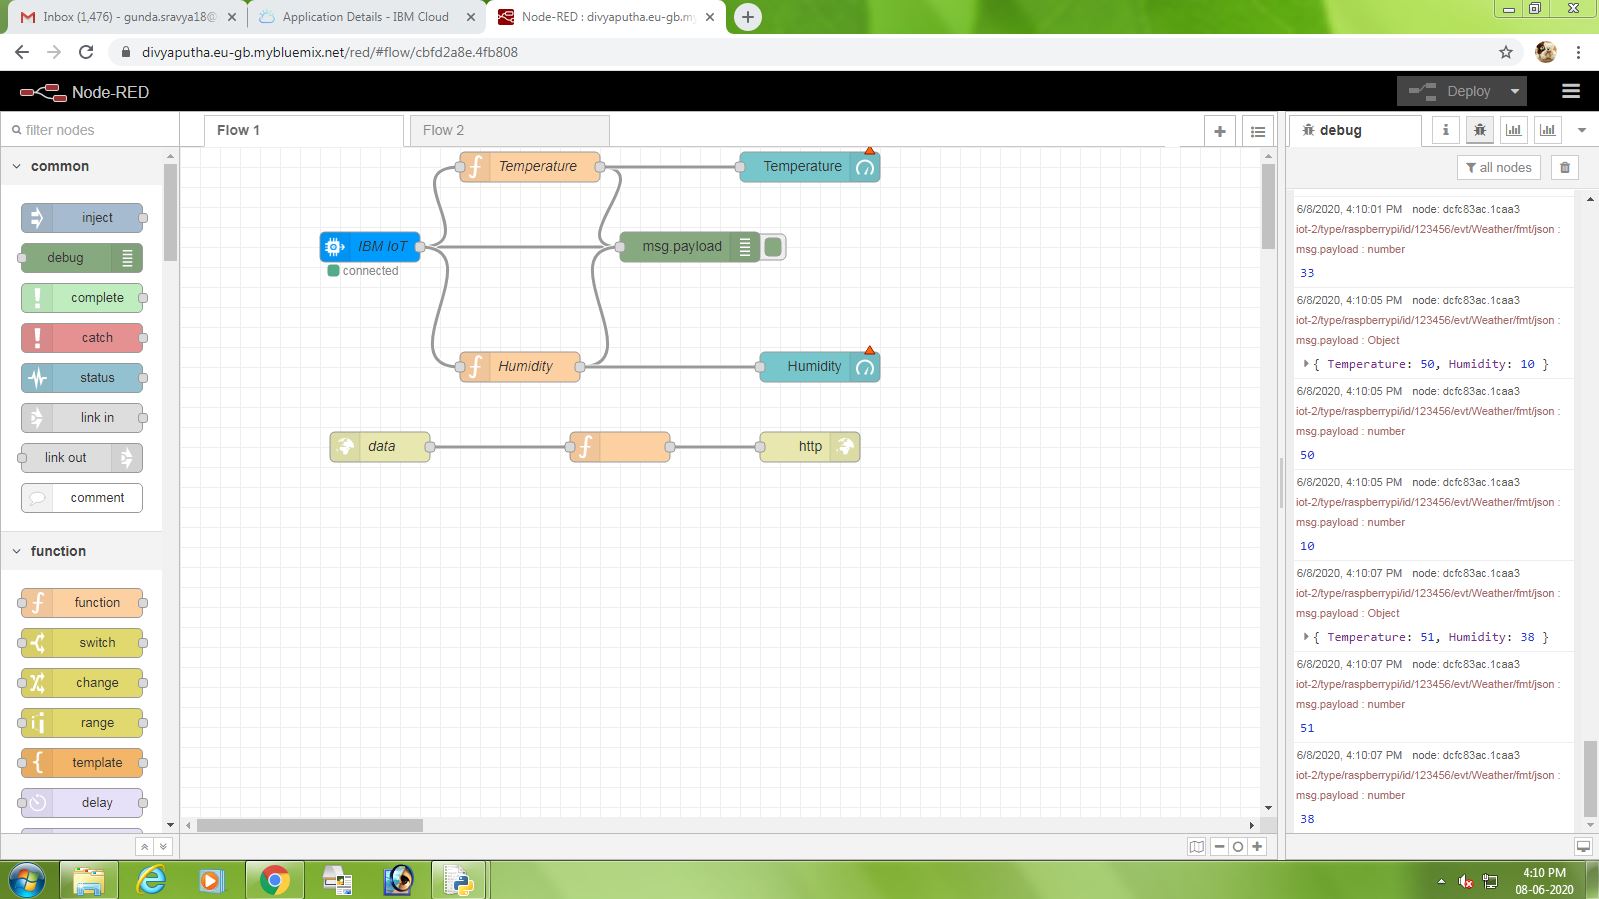 Inbox (1,476) - gunda.sravya18@
Application Details - IBM Cloud
Node-RED : divyaputha.eu-gb.my
divyaputha.eu-gb.mybluemix.net/red/#flow/cbfd2a8e.4fb808
Node-RED
Deploy
filter nodes
common
inject
debug
complete
catch
status
link in
link out
comment
function
function
switch
change
range
template
delay
Flow 1
Flow 2
Temperature
Temperature
IBM IoT
connected
msg.payload
Humidity
Humidity
data
http
debug
all nodes
6/8/2020, 4:10:01 PM node: dcfc83ac.1caa3
iot-2/type/raspberrypi/id/123456/evt/Weather/fmt/json :
msg.payload : number
33
6/8/2020, 4:10:05 PM node: dcfc83ac.1caa3
iot-2/type/raspberrypi/id/123456/evt/Weather/fmt/json :
msg.payload : Object
{ Temperature: 50, Humidity: 10 }
6/8/2020, 4:10:05 PM node: dcfc83ac.1caa3
iot-2/type/raspberrypi/id/123456/evt/Weather/fmt/json :
msg.payload : number
50
6/8/2020, 4:10:05 PM node: dcfc83ac.1caa3
iot-2/type/raspberrypi/id/123456/evt/Weather/fmt/json :
msg.payload : number
10
6/8/2020, 4:10:07 PM node: dcfc83ac.1caa3
iot-2/type/raspberrypi/id/123456/evt/Weather/fmt/json :
msg.payload : Object
{ Temperature: 51, Humidity: 38 }
6/8/2020, 4:10:07 PM node: dcfc83ac.1caa3
iot-2/type/raspberrypi/id/123456/evt/Weather/fmt/json :
msg.payload : number
51
6/8/2020, 4:10:07 PM node: dcfc83ac.1caa3
iot-2/type/raspberrypi/id/123456/evt/Weather/fmt/json :
msg.payload : number
38
4:10 PM
08-06-2020